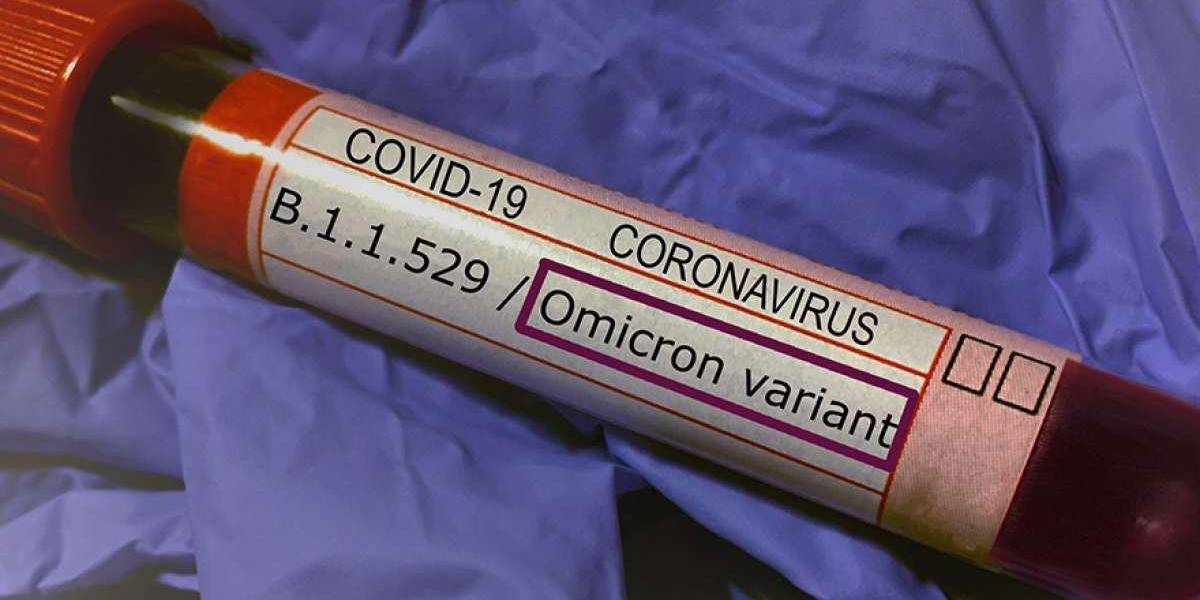 COVID-19 CORONAVIRUS
B.1.1.529 / Omicron variant